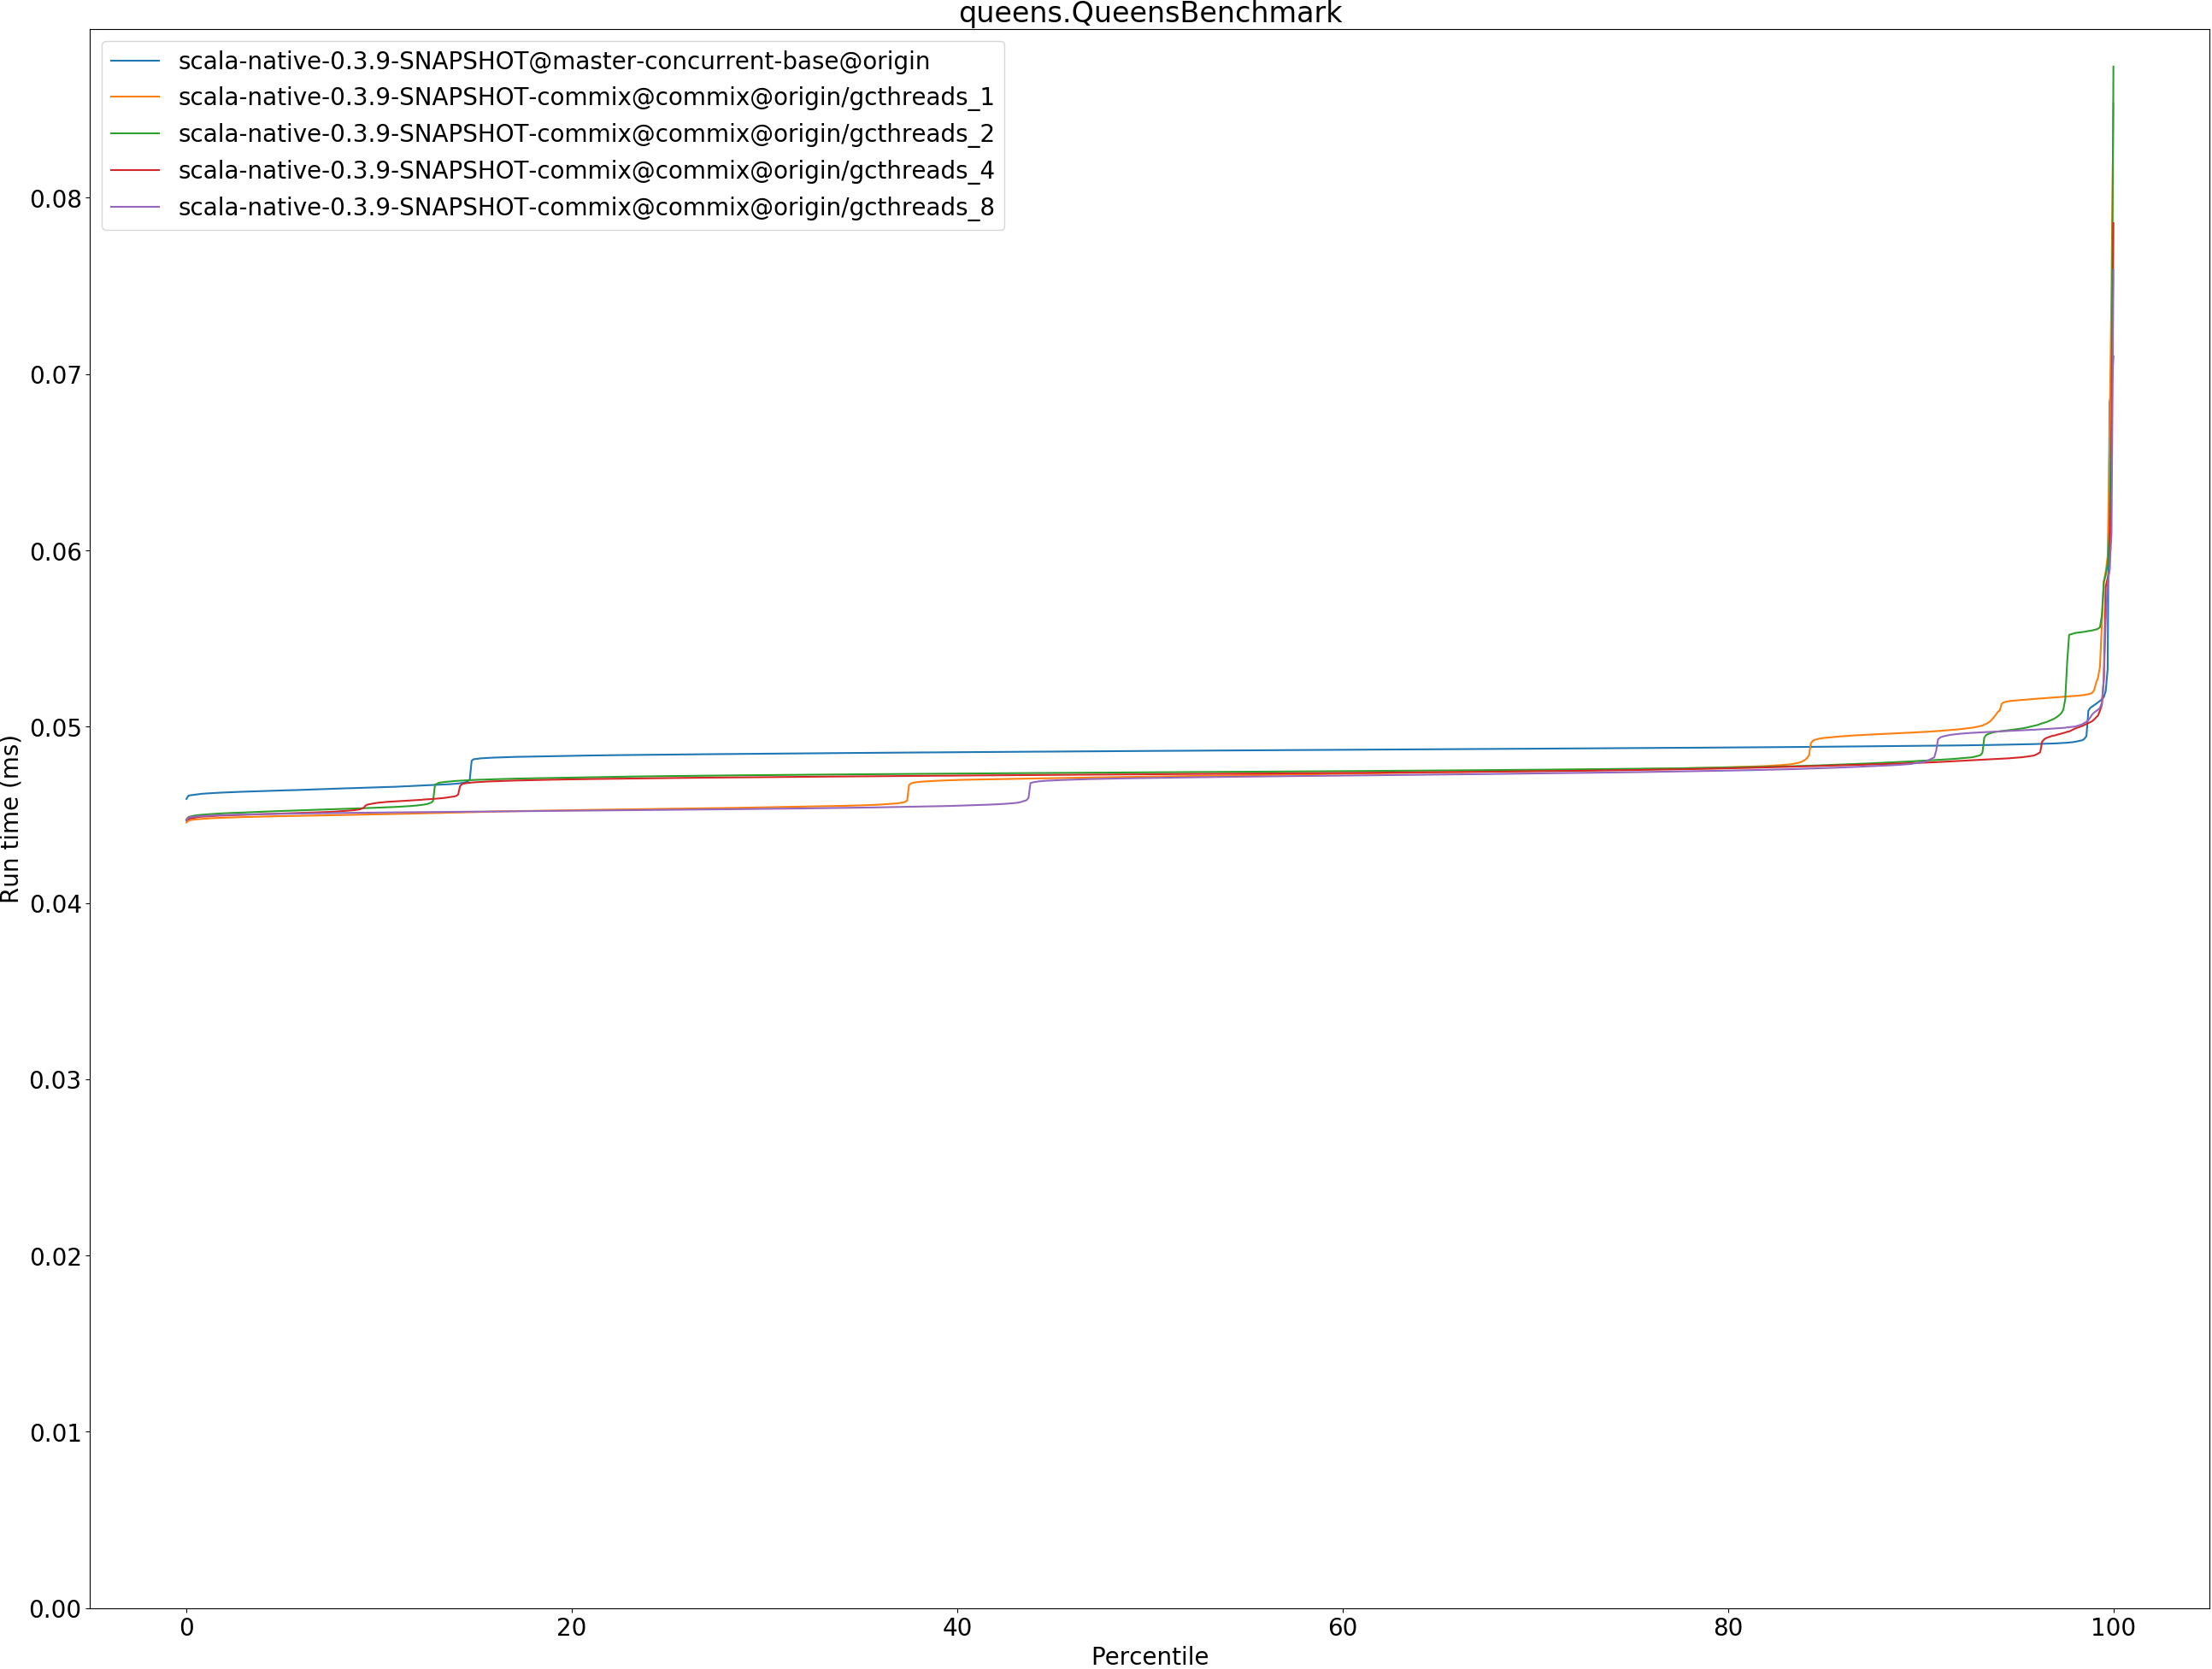 queens.QueensBenchmark
scala-native-0.3.9-SNAPSHOT@master-concurrent-base@origin
scala-native-0.3.9-SNAPSHOT-commix@commix@origin/gcthreads_1
scala-native-0.3.9-SNAPSHOT-commix@commix@origin/gcthreads_2
scala-native-0.3.9-SNAPSHOT-commix@commix@origin/gcthreads_4
scala-native-0.3.9-SNAPSHOT-commix@commix@origin/gcthreads_8
0.08
0.07
0.06
0.05
0.04
0.03
0.02
0.01
0.00
Run time (ms)
0 20 40 60 80 100
Percentile